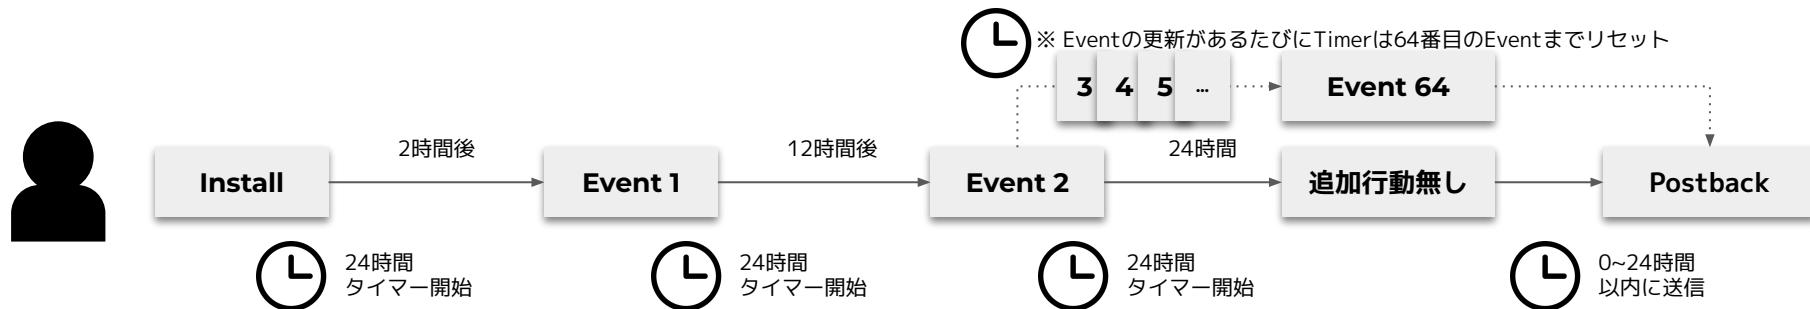 ※ Eventの更新があるたびにTimerは64番目のEventまでリセット
3 4 5 ...
Event 64
2時間後
12時間後
24時間
Install
Event 1
Event 2
追加行動無し
Postback
24時間
タイマー開始
24時間
タイマー開始
24時間
タイマー開始
0~24時間
以内に送信